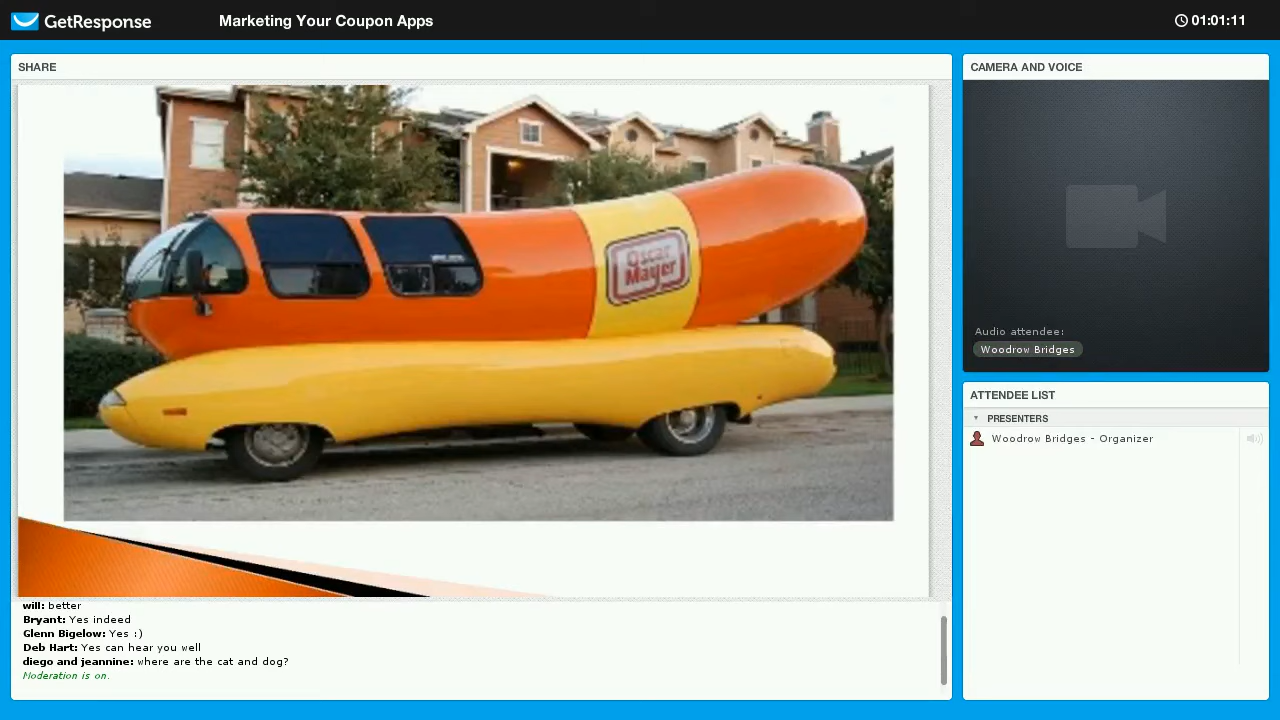 GetResponse
Marketing Your Coupon Apps
01:01:11
SHARE
Oscar
Mayer
will: better
Bryant: Yes indeed
Glenn Bigelow: Yes :)
Deb Hart: Yes can hear you well
diego and jeannine: where are the cat and dog?
Moderation is on.
CAMERA AND VOICE
Audio attendee:
Woodrow Bridges
ATTENDEE LIST
PRESENTERS
Woodrow Bridges - Organizer